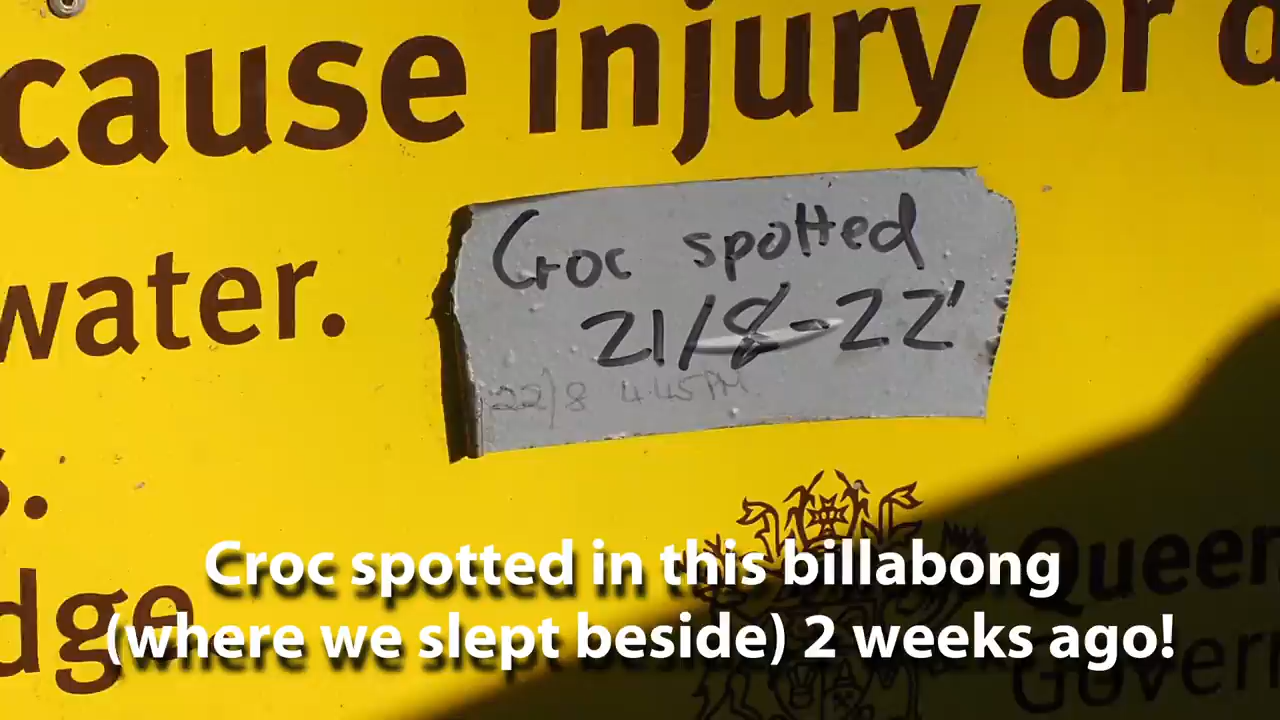 cause injury or d
Croc spotted
21/8-22'
22/8 4.45PM
water.
s.
dge
Queen
Govern
Croc spotted in this billabong
(where we slept beside) 2 weeks ago!